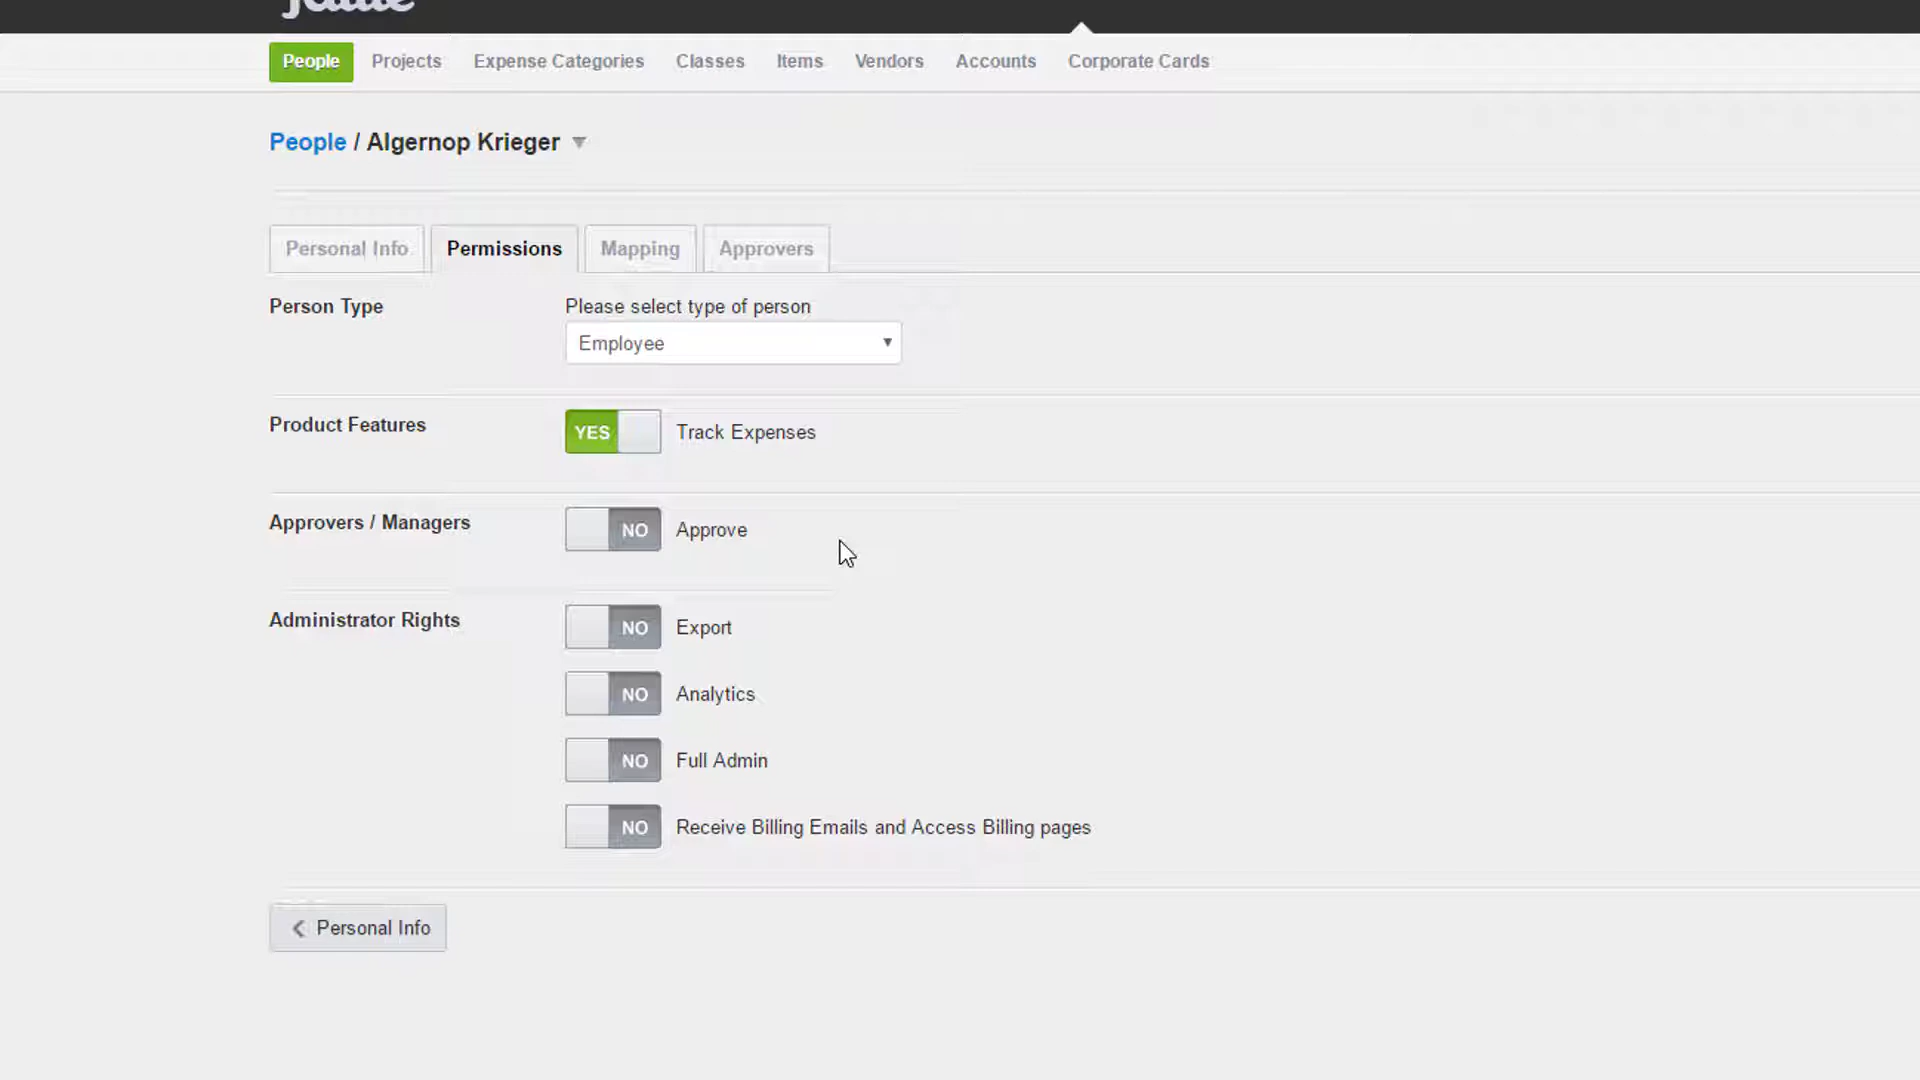 People Projects Expense Categories Classes Items Vendors Accounts Corporate Cards
People / Algernop Krieger
Personal Info Permissions Mapping Approvers
Person Type
Please select type of person
Employee
Product Features
YES Track Expenses
Approvers / Managers
NO Approve
Administrator Rights
NO Export
NO Analytics
NO Full Admin
NO Receive Billing Emails and Access Billing pages
Personal Info